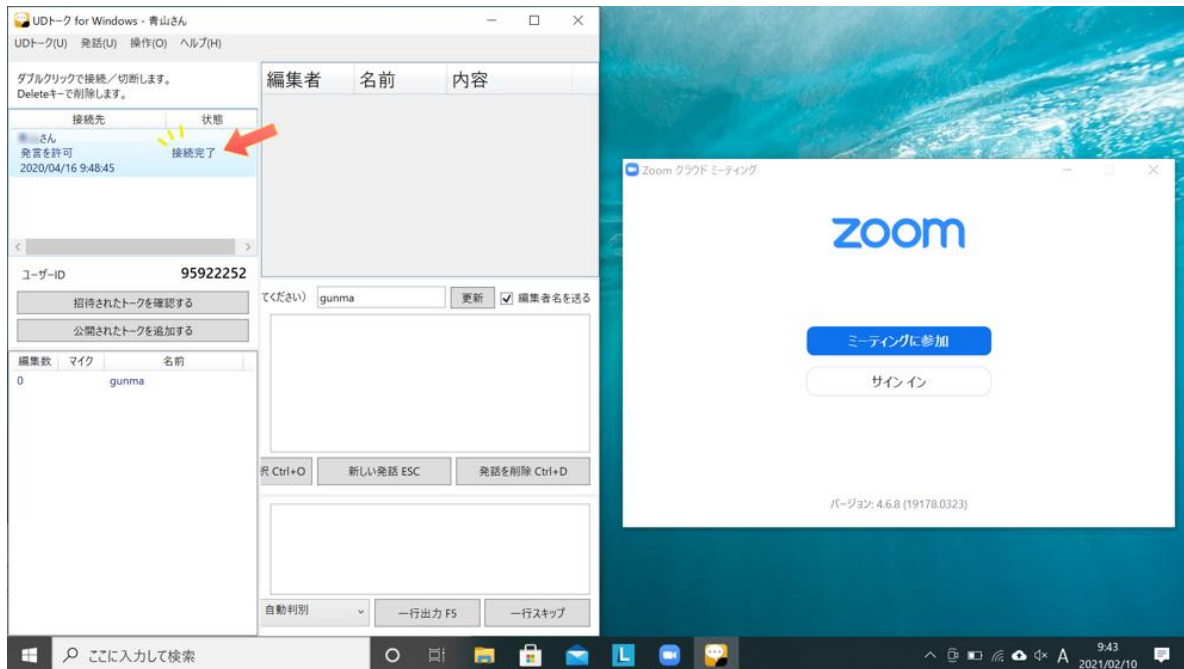 UDトーク for Windows - 青山さん
UDトーク(U) 発話(U) 操作(O) ヘルプ(H)
ダブルクリックで接続／切断します。
Deleteキーで削除します。
接続先 状態
さん
発言を許可 接続完了
2020/04/16 9:48:45
ユーザーID 95922252
招待されたトークを確認する
公開されたトークを追加する
編集数 マイク 名前
0 gunma
編集者 名前 内容
てください） gunma 更新 編集者名を送る
択 Ctrl+O 新しい発話 ESC 発話を削除 Ctrl+D
自動判別 一行出力 F5 一行スキップ
Zoom クラウド ミーティング
zoom
ミーティングに参加
サイン イン
バージョン: 4.6.8 (19178.0323)
ここに入力して検索
L
A
9:43
2021/02/10